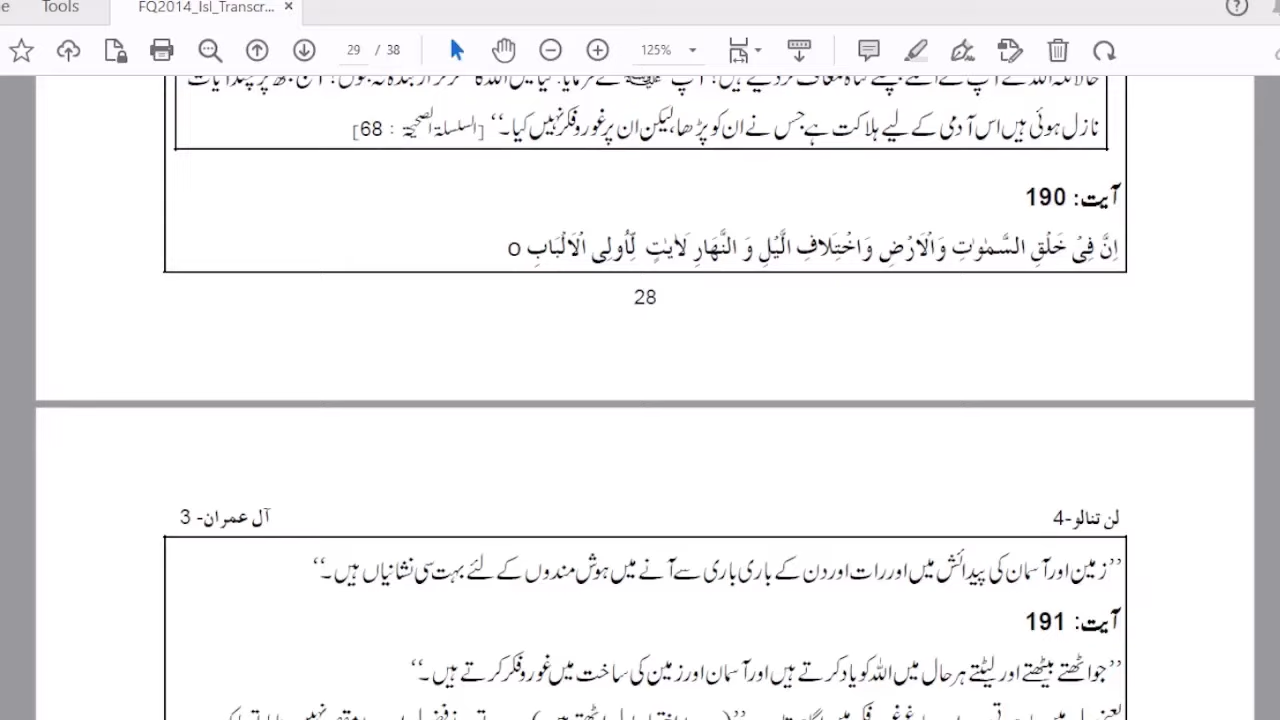 Tools
FQ2014_Isl_Transcr... ×
29 / 38
125%
نازل ہوئی ہیں اس آدمی کے لیے ہلاکت ہے جس نے ان کو پڑھا، لیکن ان پر غور و فکر نہیں کیا۔‘‘ [السلسلۃ الصحیحۃ : 68]
آیت: 190
اِنَّ فِیْ خَلْقِ السَّمٰوٰتِ وَالْاَرْضِ وَاخْتِلَافِ الَّیْلِ وَ النَّهَارِ لَاٰیٰتٍ لِّاُولِی الْاَلْبَابِ o
28
لن تنالو-4
آل عمران- 3
’’زمین اور آسمان کی پیدائش میں اور رات اور دن کے باری باری سے آنے میں ہوش مندوں کے لئے بہت سی نشانیاں ہیں۔‘‘
آیت: 191
’’جو اٹھتے بیٹھتے اور لیٹتے ہر حال میں اللہ کو یاد کرتے ہیں اور آسمان اور زمین کی ساخت میں غور و فکر کرتے ہیں۔‘‘